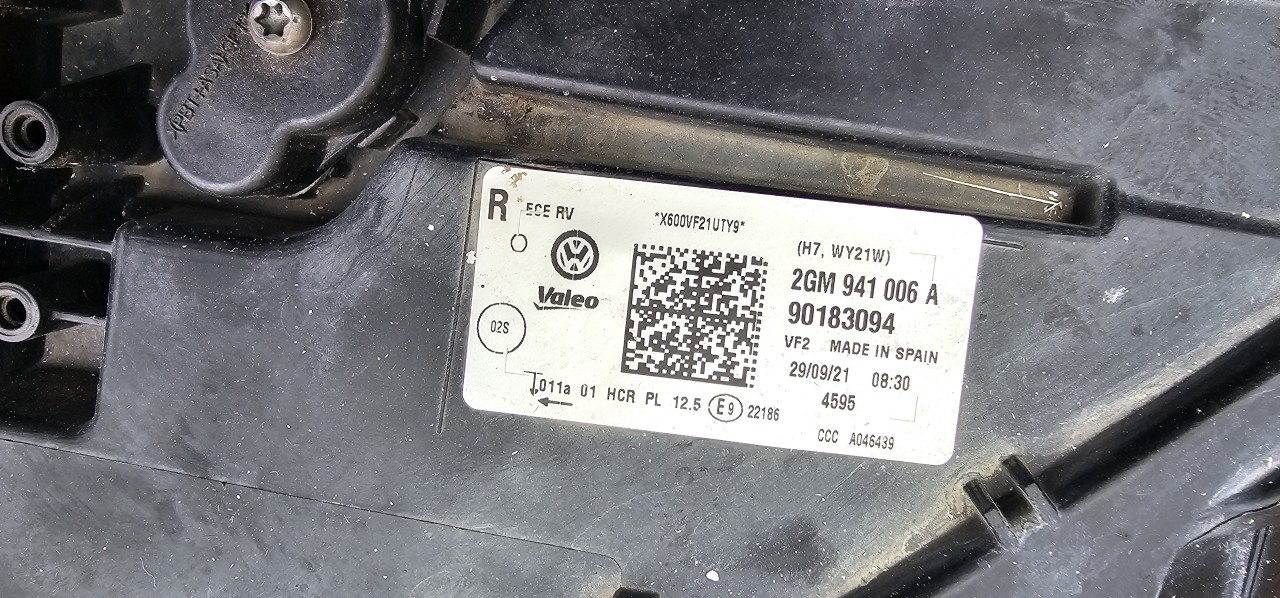 R ECE RV
*X600VF21UTY9*
Valeo
02S
(H7, WY21W)
2GM 941 006 A
90183094
VF2 MADE IN SPAIN
29/09/21 08:30
4595
011a 01 HCR PL 12.5 E9 22186
CCC A046439